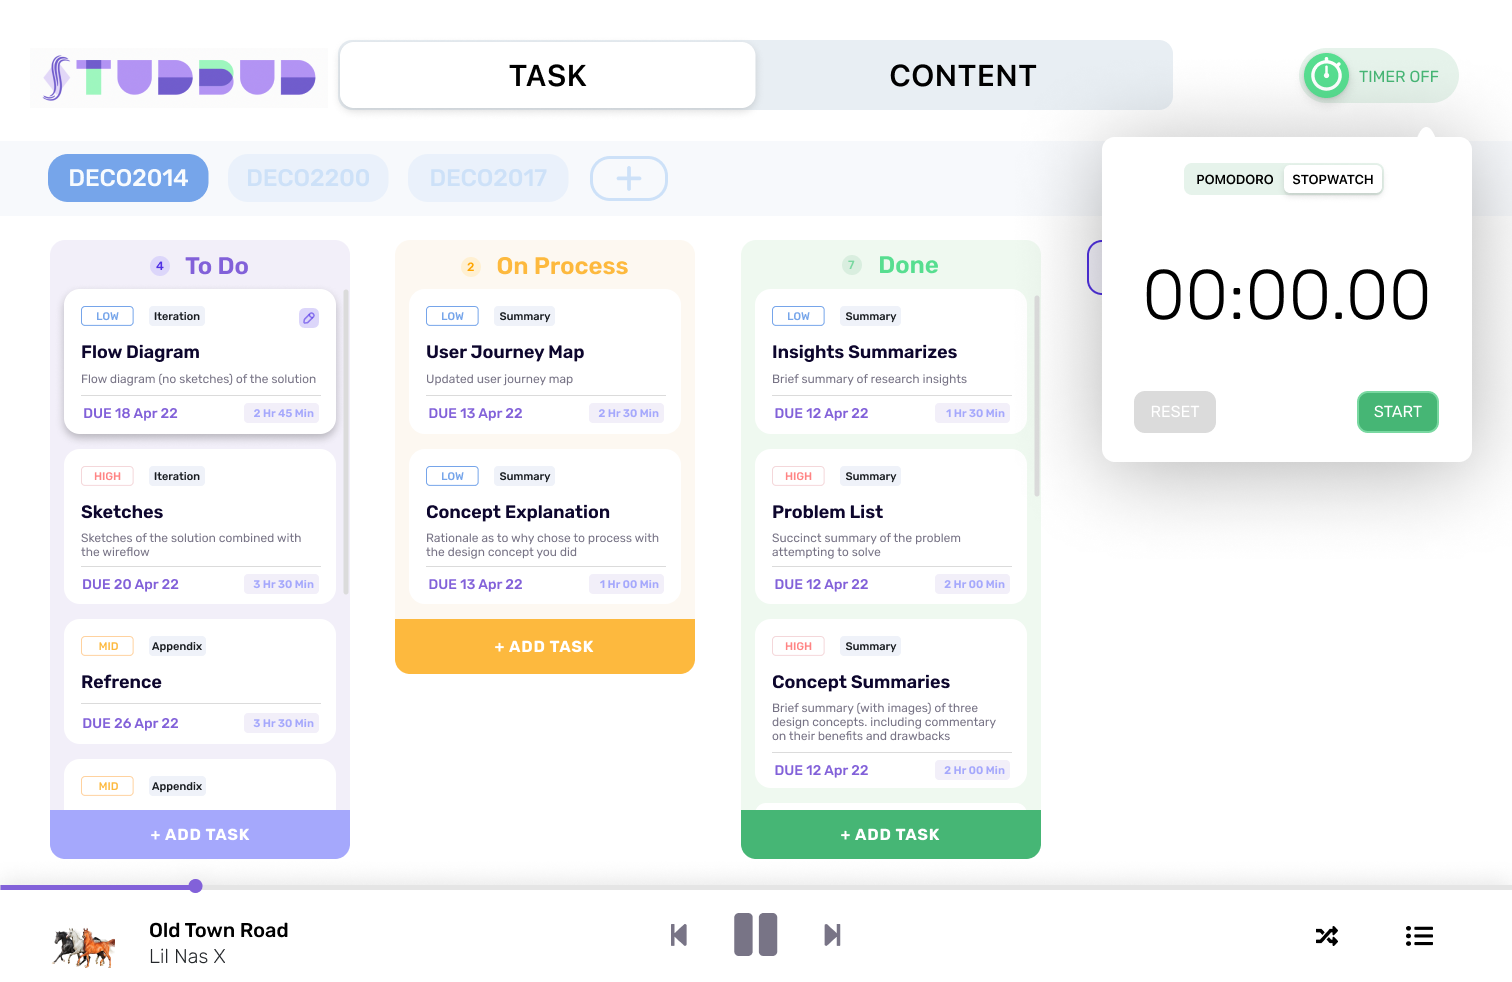 STUDBUD
TASK
CONTENT
TIMER OFF
DECO2014
DECO2200
DECO2017
POMODORO
STOPWATCH
00:00.00
RESET
START
4
To Do
LOW
Iteration
Flow Diagram
Flow diagram (no sketches) of the solution
DUE 18 Apr 22
2 Hr 45 Min
HIGH
Iteration
Sketches
Sketches of the solution combined with
the wireflow
DUE 20 Apr 22
3 Hr 30 Min
MID
Appendix
Refrence
DUE 26 Apr 22
3 Hr 30 Min
MID
Appendix
+ ADD TASK
2
On Process
LOW
Summary
User Journey Map
Updated user journey map
DUE 13 Apr 22
2 Hr 30 Min
LOW
Summary
Concept Explanation
Rationale as to why chose to process with
the design concept you did
DUE 13 Apr 22
1 Hr 00 Min
+ ADD TASK
7
Done
LOW
Summary
Insights Summarizes
Brief summary of research insights
DUE 12 Apr 22
1 Hr 30 Min
HIGH
Summary
Problem List
Succinct summary of the problem
attempting to solve
DUE 12 Apr 22
2 Hr 00 Min
HIGH
Summary
Concept Summaries
Brief summary (with images) of three
design concepts. including commentary
on their benefits and drawbacks
DUE 12 Apr 22
2 Hr 00 Min
+ ADD TASK
Old Town Road
Lil Nas X